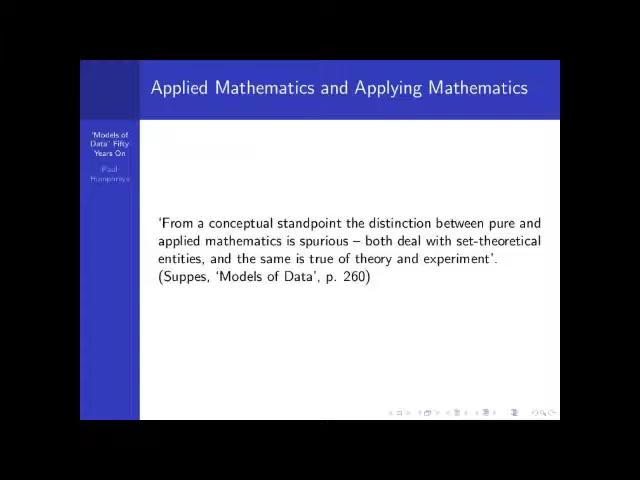 Applied Mathematics and Applying Mathematics
'Models of
Data' Fifty
Years On
Paul
Humphreys
'From a conceptual standpoint the distinction between pure and
applied mathematics is spurious – both deal with set-theoretical
entities, and the same is true of theory and experiment'.
(Suppes, 'Models of Data', p. 260)